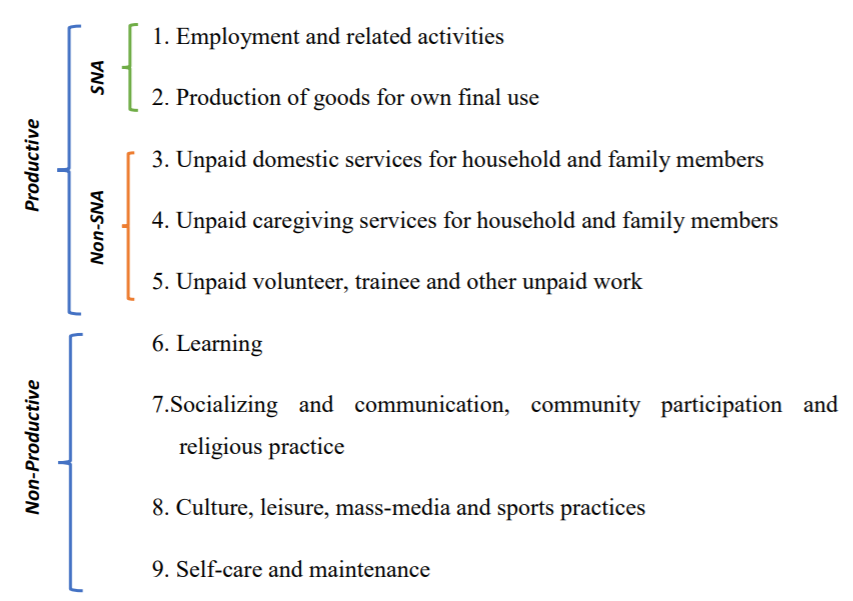 Productive
SNA
1. Employment and related activities
2. Production of goods for own final use
Non-SNA
3. Unpaid domestic services for household and family members
4. Unpaid caregiving services for household and family members
5. Unpaid volunteer, trainee and other unpaid work
Non-Productive
6. Learning
7.Socializing and communication, community participation and
religious practice
8. Culture, leisure, mass-media and sports practices
9. Self-care and maintenance